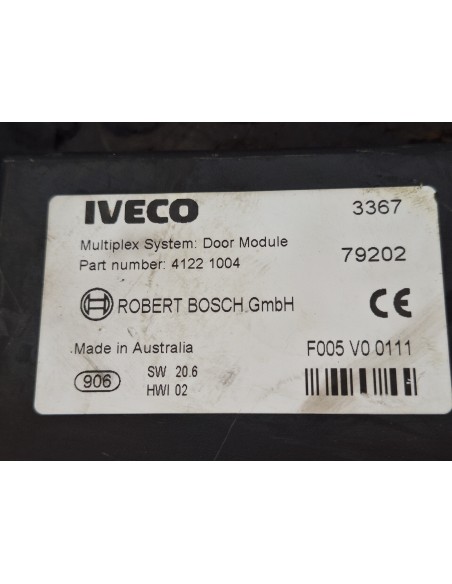 IVECO 3367
Multiplex System: Door Module
Part number: 4122 1004 79202
ROBERT BOSCH GmbH CE
Made in Australia F005 V0 0111
906 SW 20.6
HWI 02